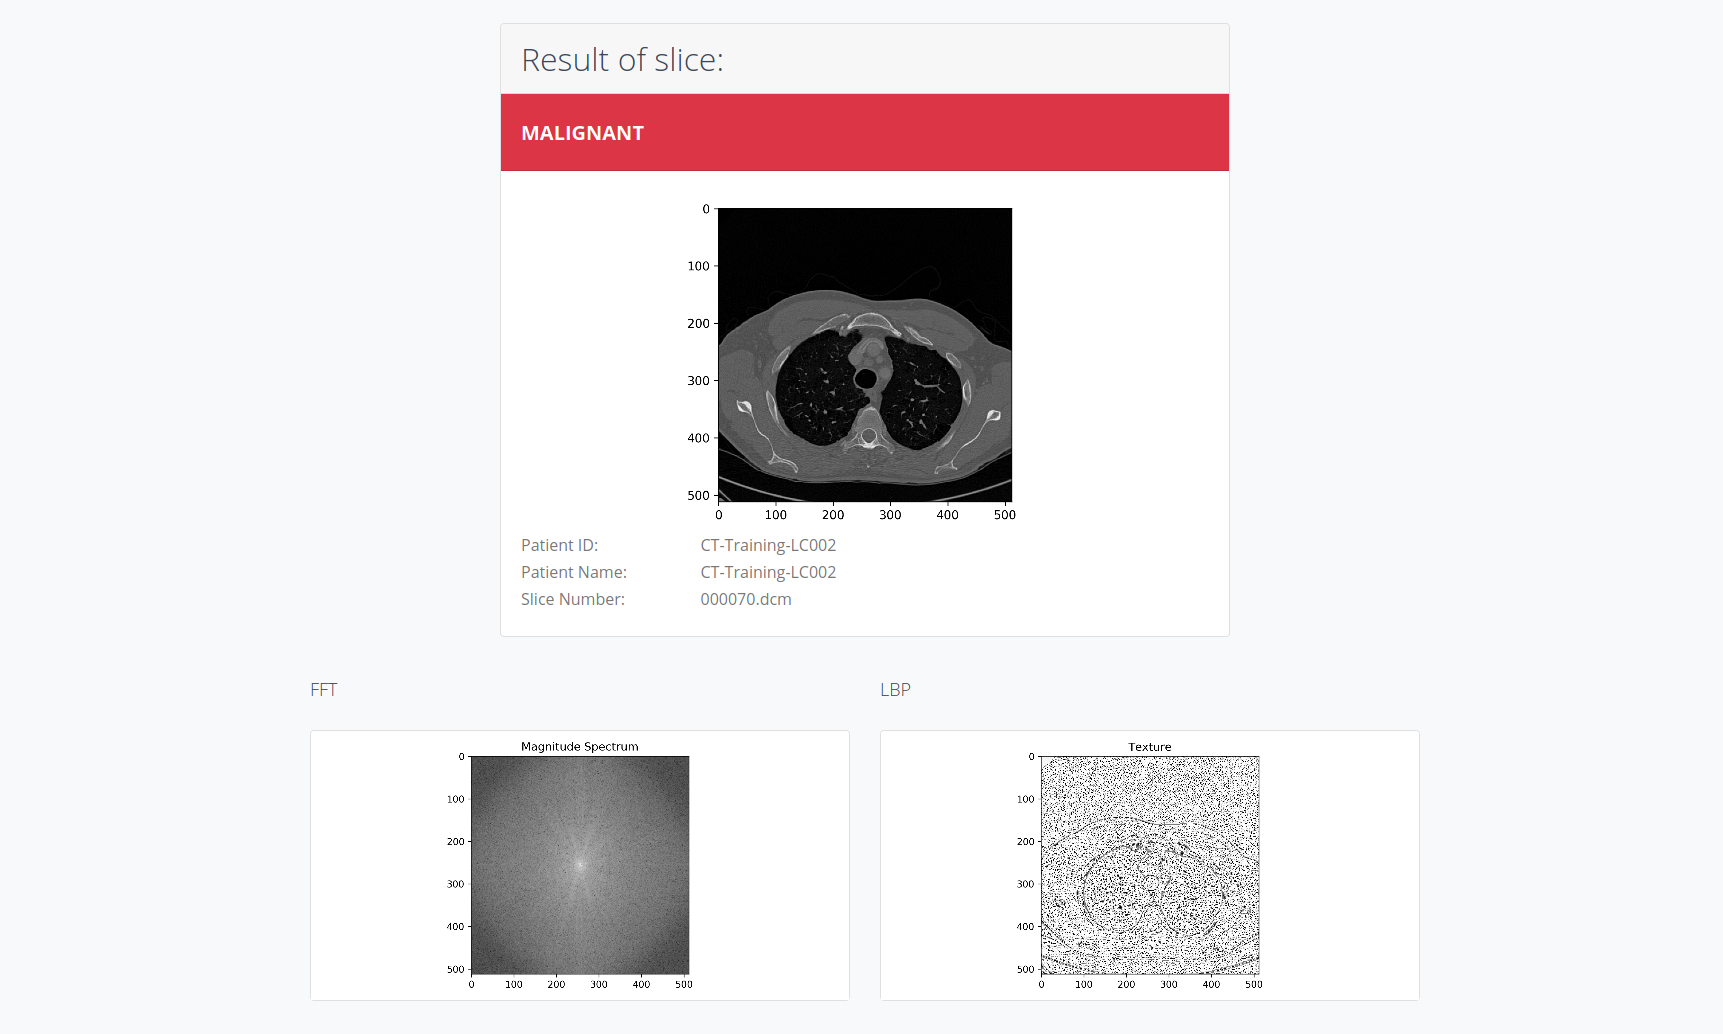 Result of slice:
MALIGNANT
0
100
200
300
400
500
0 100 200 300 400 500
Patient ID: CT-Training-LC002
Patient Name: CT-Training-LC002
Slice Number: 000070.dcm
FFT
Magnitude Spectrum
0
100
200
300
400
500
0 100 200 300 400 500
LBP
Texture
0
100
200
300
400
500
0 100 200 300 400 500